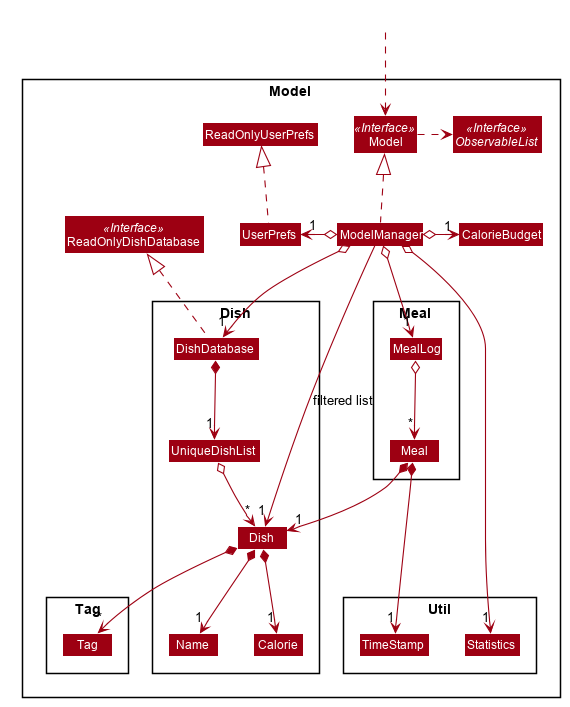 Model
ReadOnlyUserPrefs
«Interface»
Model
«Interface»
ObservableList
«Interface»
ReadOnlyDishDatabase
UserPrefs
1
ModelManager
1
CalorieBudget
Dish
1
Meal
1
DishDatabase
MealLog
filtered list
1
*
UniqueDishList
Meal
*
1
1
Dish
Tag
*
1
1
Util
1
1
Tag
Name
Calorie
TimeStamp
Statistics